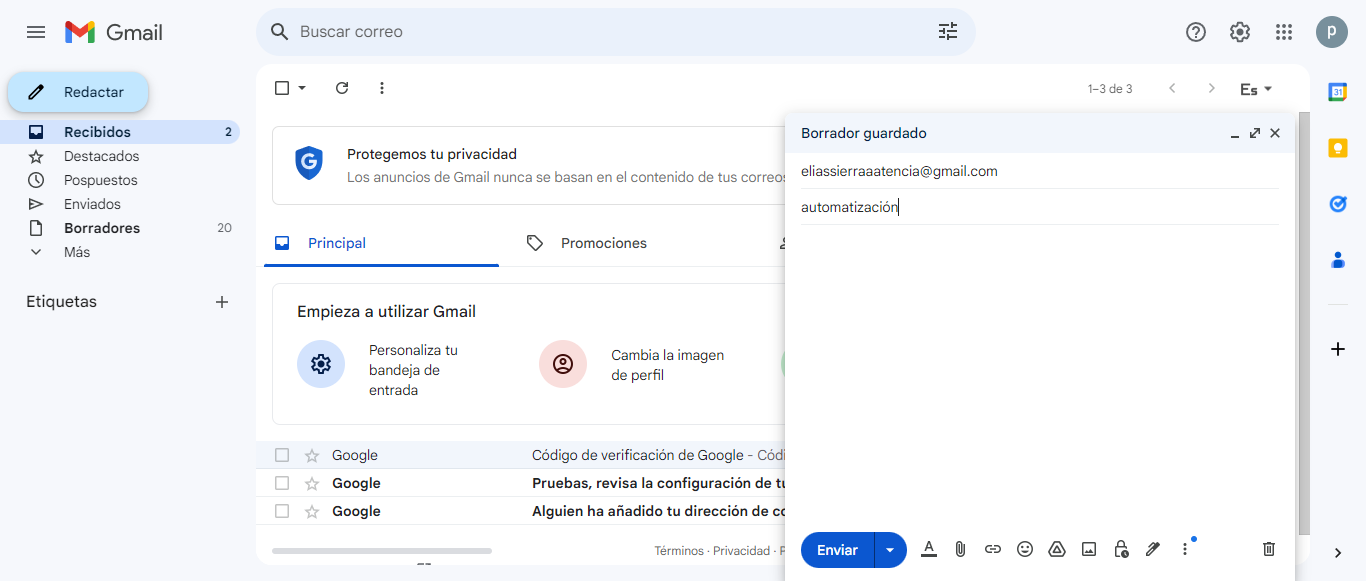 Gmail
Buscar correo
P
Redactar
Recibidos 2
Destacados
Pospuestos
Enviados
Borradores 20
Más
Etiquetas
1–3 de 3
Es
Protegemos tu privacidad
Los anuncios de Gmail nunca se basan en el contenido de tus correos
Principal
Promociones
Empieza a utilizar Gmail
Personaliza tu
bandeja de
entrada
Cambia la imagen
de perfil
Google Código de verificación de Google - Códi
Google Pruebas, revisa la configuración de tu
Google Alguien ha añadido tu dirección de co
Términos · Privacidad · P
Borrador guardado
eliassierraaatencia@gmail.com
automatización
Enviar
31